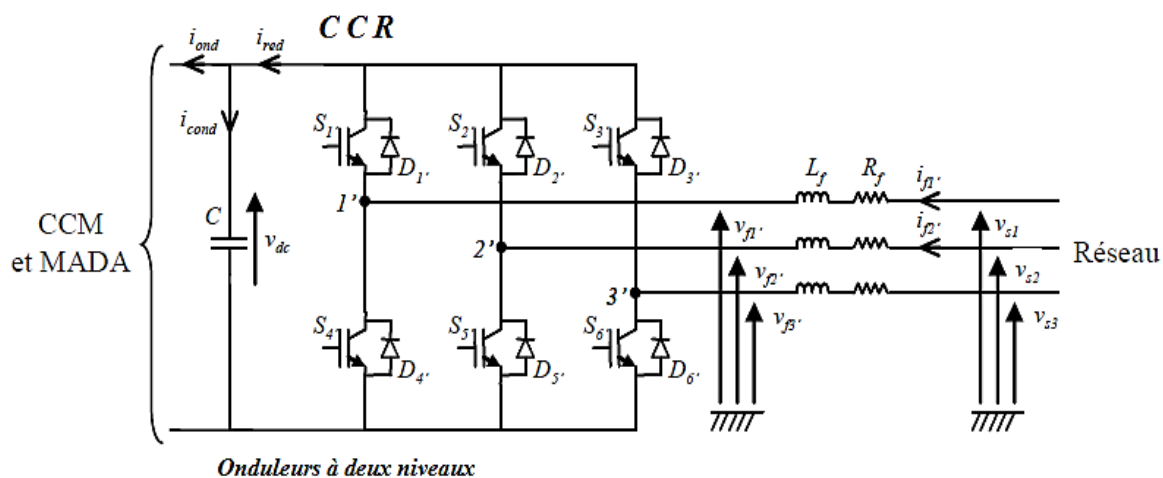 C C R
i_ond
i_red
i_cond
S_1'
S_2'
S_3'
D_1'
D_2'
D_3'
L_f
R_f
i_f1'
1'
C
v_dc
CCM
et MADA
v_f1'
i_f2'
v_s1
2'
Réseau
v_f2'
v_s2
3'
v_f3'
v_s3
S_4'
S_5'
S_6'
D_4'
D_5'
D_6'
Onduleurs à deux niveaux